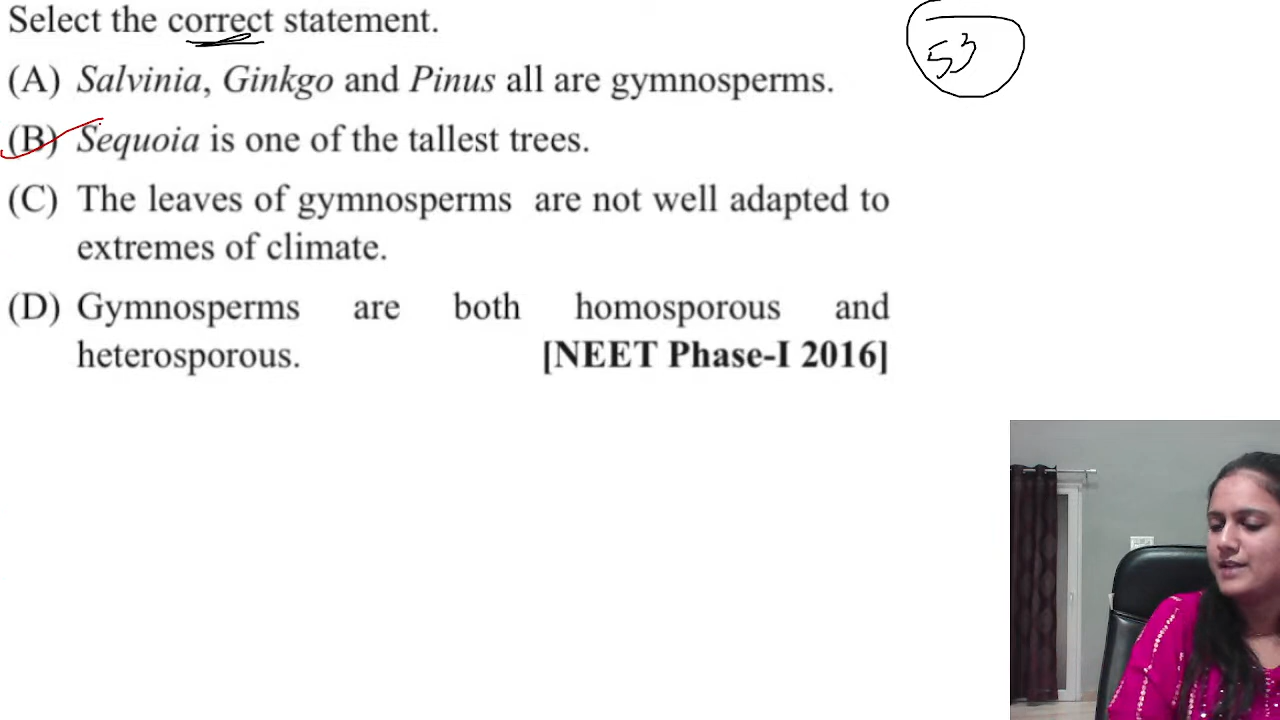 Select the correct statement.
53
(A) Salvinia, Ginkgo and Pinus all are gymnosperms.
(B) Sequoia is one of the tallest trees.
(C) The leaves of gymnosperms are not well adapted to
extremes of climate.
(D) Gymnosperms are both homosporous and
heterosporous. [NEET Phase-I 2016]